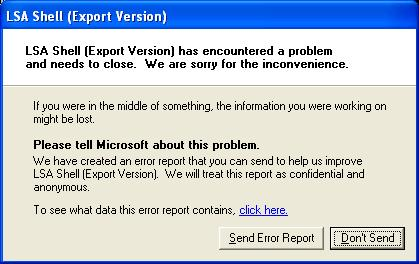 LSA Shell (Export Version)
LSA Shell (Export Version) has encountered a problem
and needs to close.  We are sorry for the inconvenience.
If you were in the middle of something, the information you were working on
might be lost.
Please tell Microsoft about this problem.
We have created an error report that you can send to help us improve
LSA Shell (Export Version).  We will treat this report as confidential and
anonymous.
To see what data this error report contains, click here.
Send Error Report
Don't Send